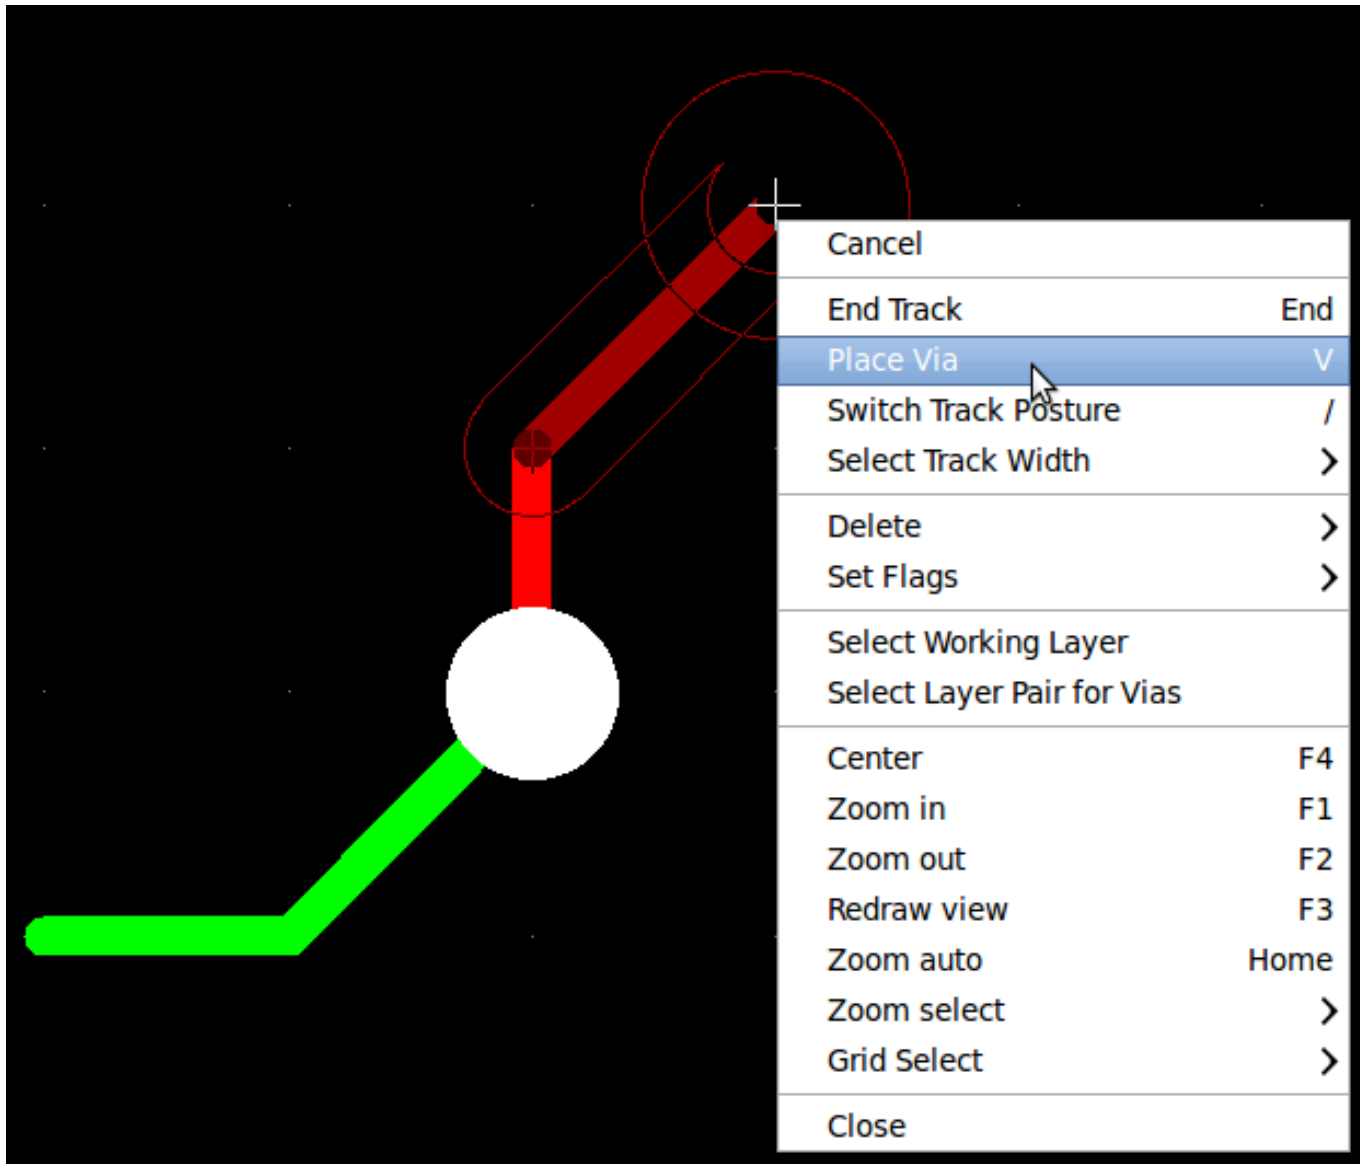 Cancel
End Track End
Place Via V
Switch Track Posture /
Select Track Width
Delete
Set Flags
Select Working Layer
Select Layer Pair for Vias
Center F4
Zoom in F1
Zoom out F2
Redraw view F3
Zoom auto Home
Zoom select
Grid Select
Close